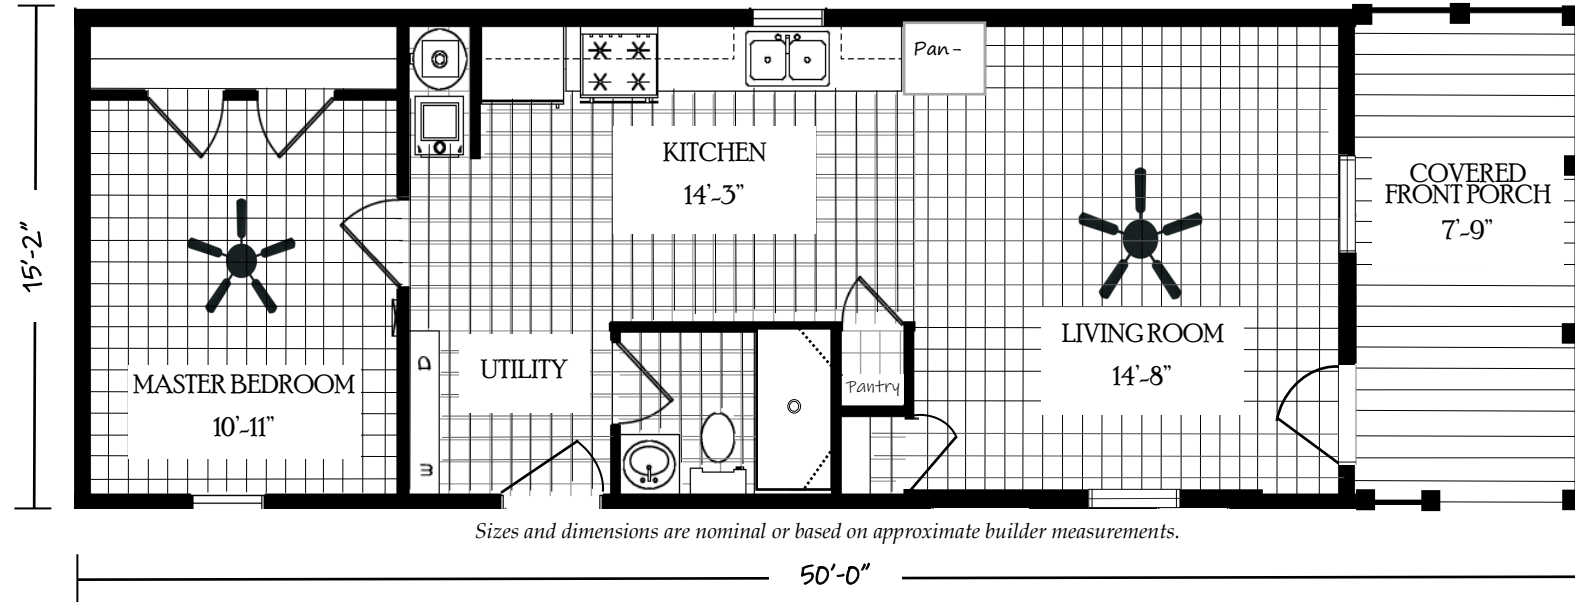 Pan-
KITCHEN
14'-3"
COVERED
FRONT PORCH
7'-9"
15'-2"
LIVING ROOM
14'-8"
UTILITY
D
W
Pantry
MASTER BEDROOM
10'-11"
Sizes and dimensions are nominal or based on approximate builder measurements.
50'-0"